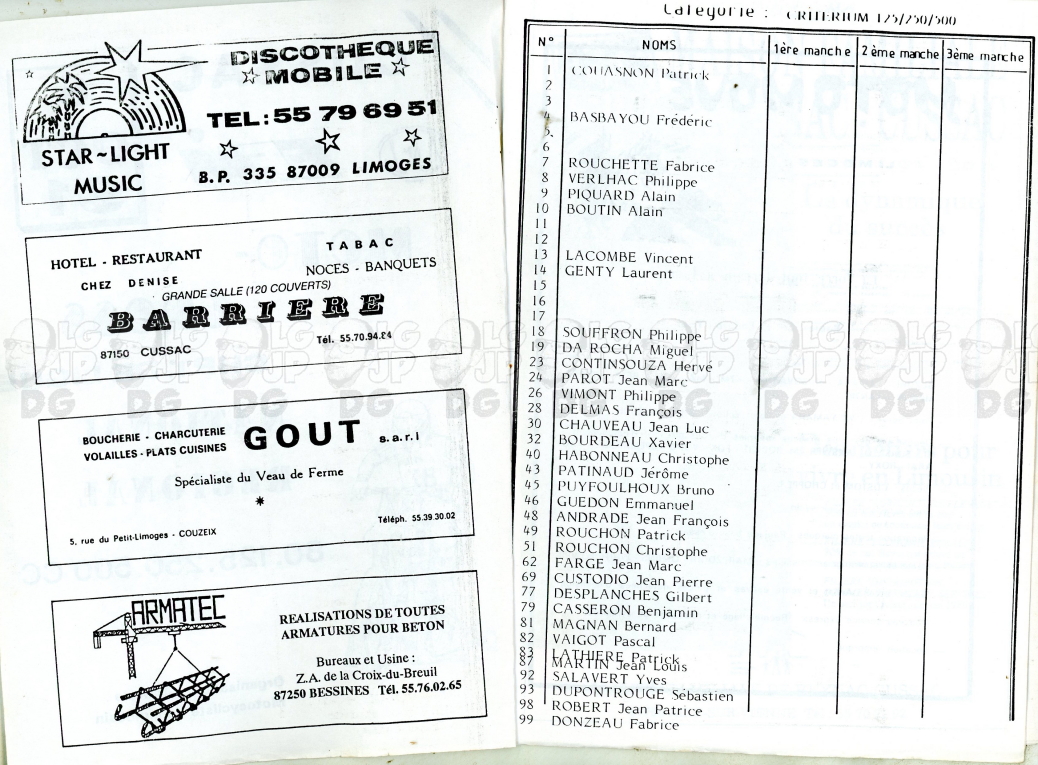 DISCOTHEQUE
MOBILE
TEL: 55 79 69 51
STAR~LIGHT
MUSIC
B.P. 335 87009 LIMOGES
HOTEL - RESTAURANT
TABAC
CHEZ DENISE
NOCES - BANQUETS
GRANDE SALLE (120 COUVERTS)
BARRIERE
87150 CUSSAC
Tél. 55.70.94.24
BOUCHERIE - CHARCUTERIE
VOLAILLES - PLATS CUISINES
GOUT s.a.r.l
Spécialiste du Veau de Ferme
5, rue du Petit-Limoges - COUZEIX
Téléph. 55.39.30.02
ARMATEC
REALISATIONS DE TOUTES
ARMATURES POUR BETON
Bureaux et Usine :
Z.A. de la Croix-du-Breuil
87250 BESSINES Tél. 55.76.02.65
Catégorie : CRITERIUM 125/250/500
N° NOMS 1ère manche 2ème manche 3ème marche
1 COUASNON Patrick
2
3
4 BASBAYOU Frédéric
5
6
7 ROUCHETTE Fabrice
8 VERLHAC Philippe
9 PIQUARD Alain
10 BOUTIN Alain
11
12
13 LACOMBE Vincent
14 GENTY Laurent
15
16
17
18 SOUFFRON Philippe
19 DA ROCHA Miguel
23 CONTINSOUZA Hervé
24 PAROT Jean Marc
26 VIMONT Philippe
28 DELMAS François
30 CHAUVEAU Jean Luc
32 BOURDEAU Xavier
40 HABONNEAU Christophe
43 PATINAUD Jérôme
45 PUYFOULHOUX Bruno
46 GUEDON Emmanuel
48 ANDRADE Jean François
49 ROUCHON Patrick
51 ROUCHON Christophe
62 FARGE Jean Marc
69 CUSTODIO Jean Pierre
77 DESPLANCHES Gilbert
79 CASSERON Benjamin
81 MAGNAN Bernard
82 VAIGOT Pascal
83 LATHIERE Patrick
87 MARTIN Jean Louis
92 SALAVERT Yves
93 DUPONTROUGE Sébastien
98 ROBERT Jean Patrice
99 DONZEAU Fabrice
LG JP DG